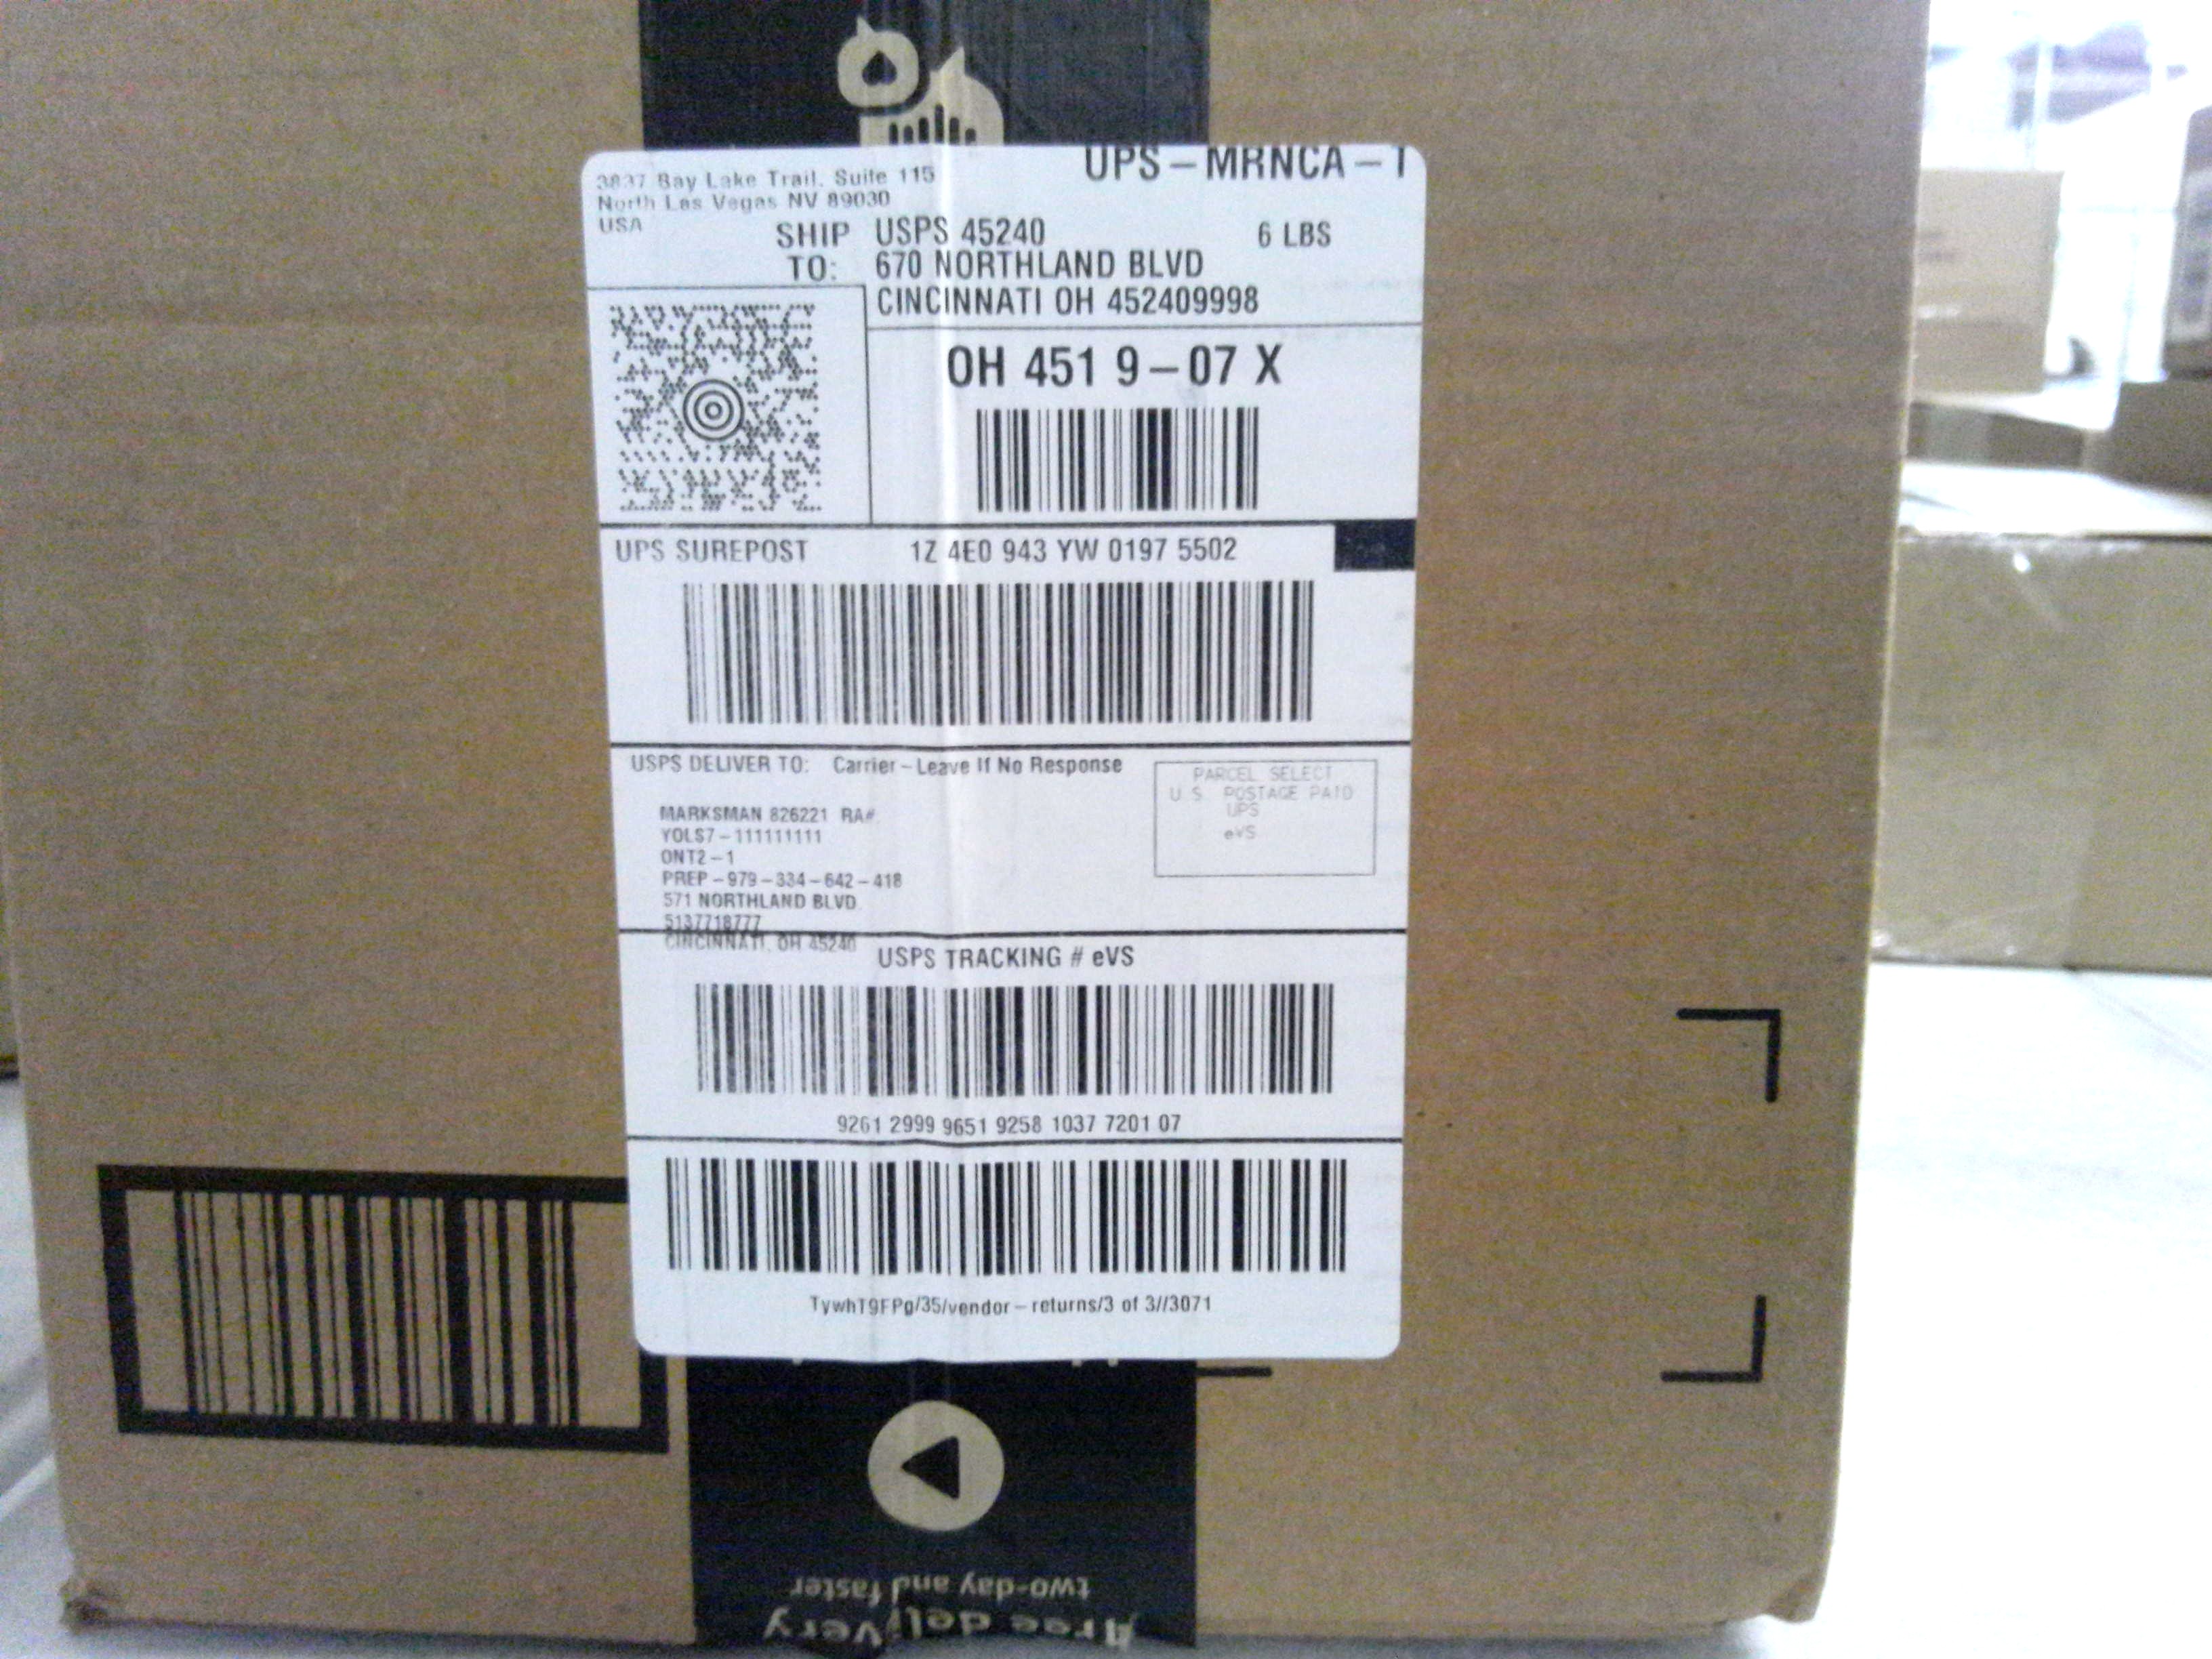 UPS – MRNCA – 1
3837 Bay Lake Trail, Suite 115
North Las Vegas NV 89030
USA
SHIP TO:
USPS 45240
6 LBS
670 NORTHLAND BLVD
CINCINNATI OH 452409998
OH 451 9–07 X
UPS SUREPOST 1Z 4E0 943 YW 0197 5502
USPS DELIVER TO: Carrier – Leave If No Response
PARCEL SELECT
U.S. POSTAGE PAID
UPS
eVS
MARKSMAN 826221 RA#
YOLS7–111111111
ONT2–1
PREP–979–334–642–418
571 NORTHLAND BLVD
5137718777
CINCINNATI, OH 45240
USPS TRACKING # eVS
9261 2999 9651 9258 1037 7201 07
TywhT9FPg/35/vendor–returns/3 of 3//3071
free delivery
two-day and faster